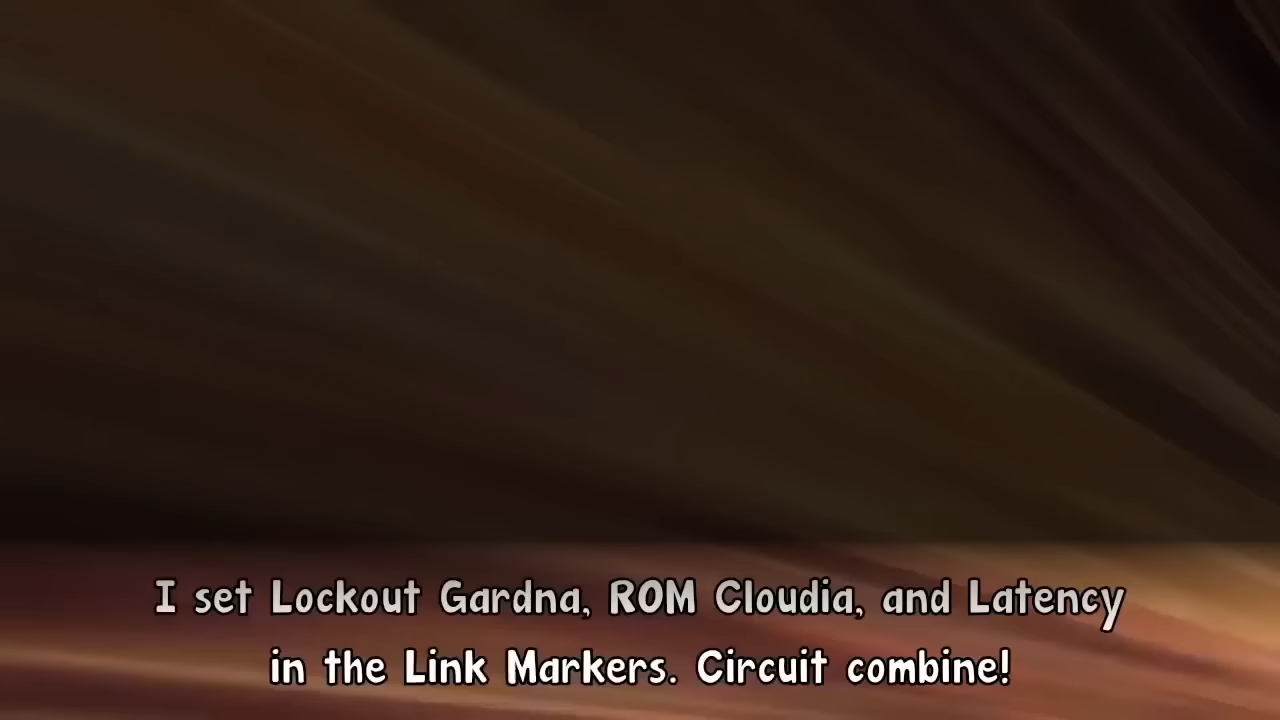 I set Lockout Gardna, ROM Cloudia, and Latency
in the Link Markers. Circuit combine!